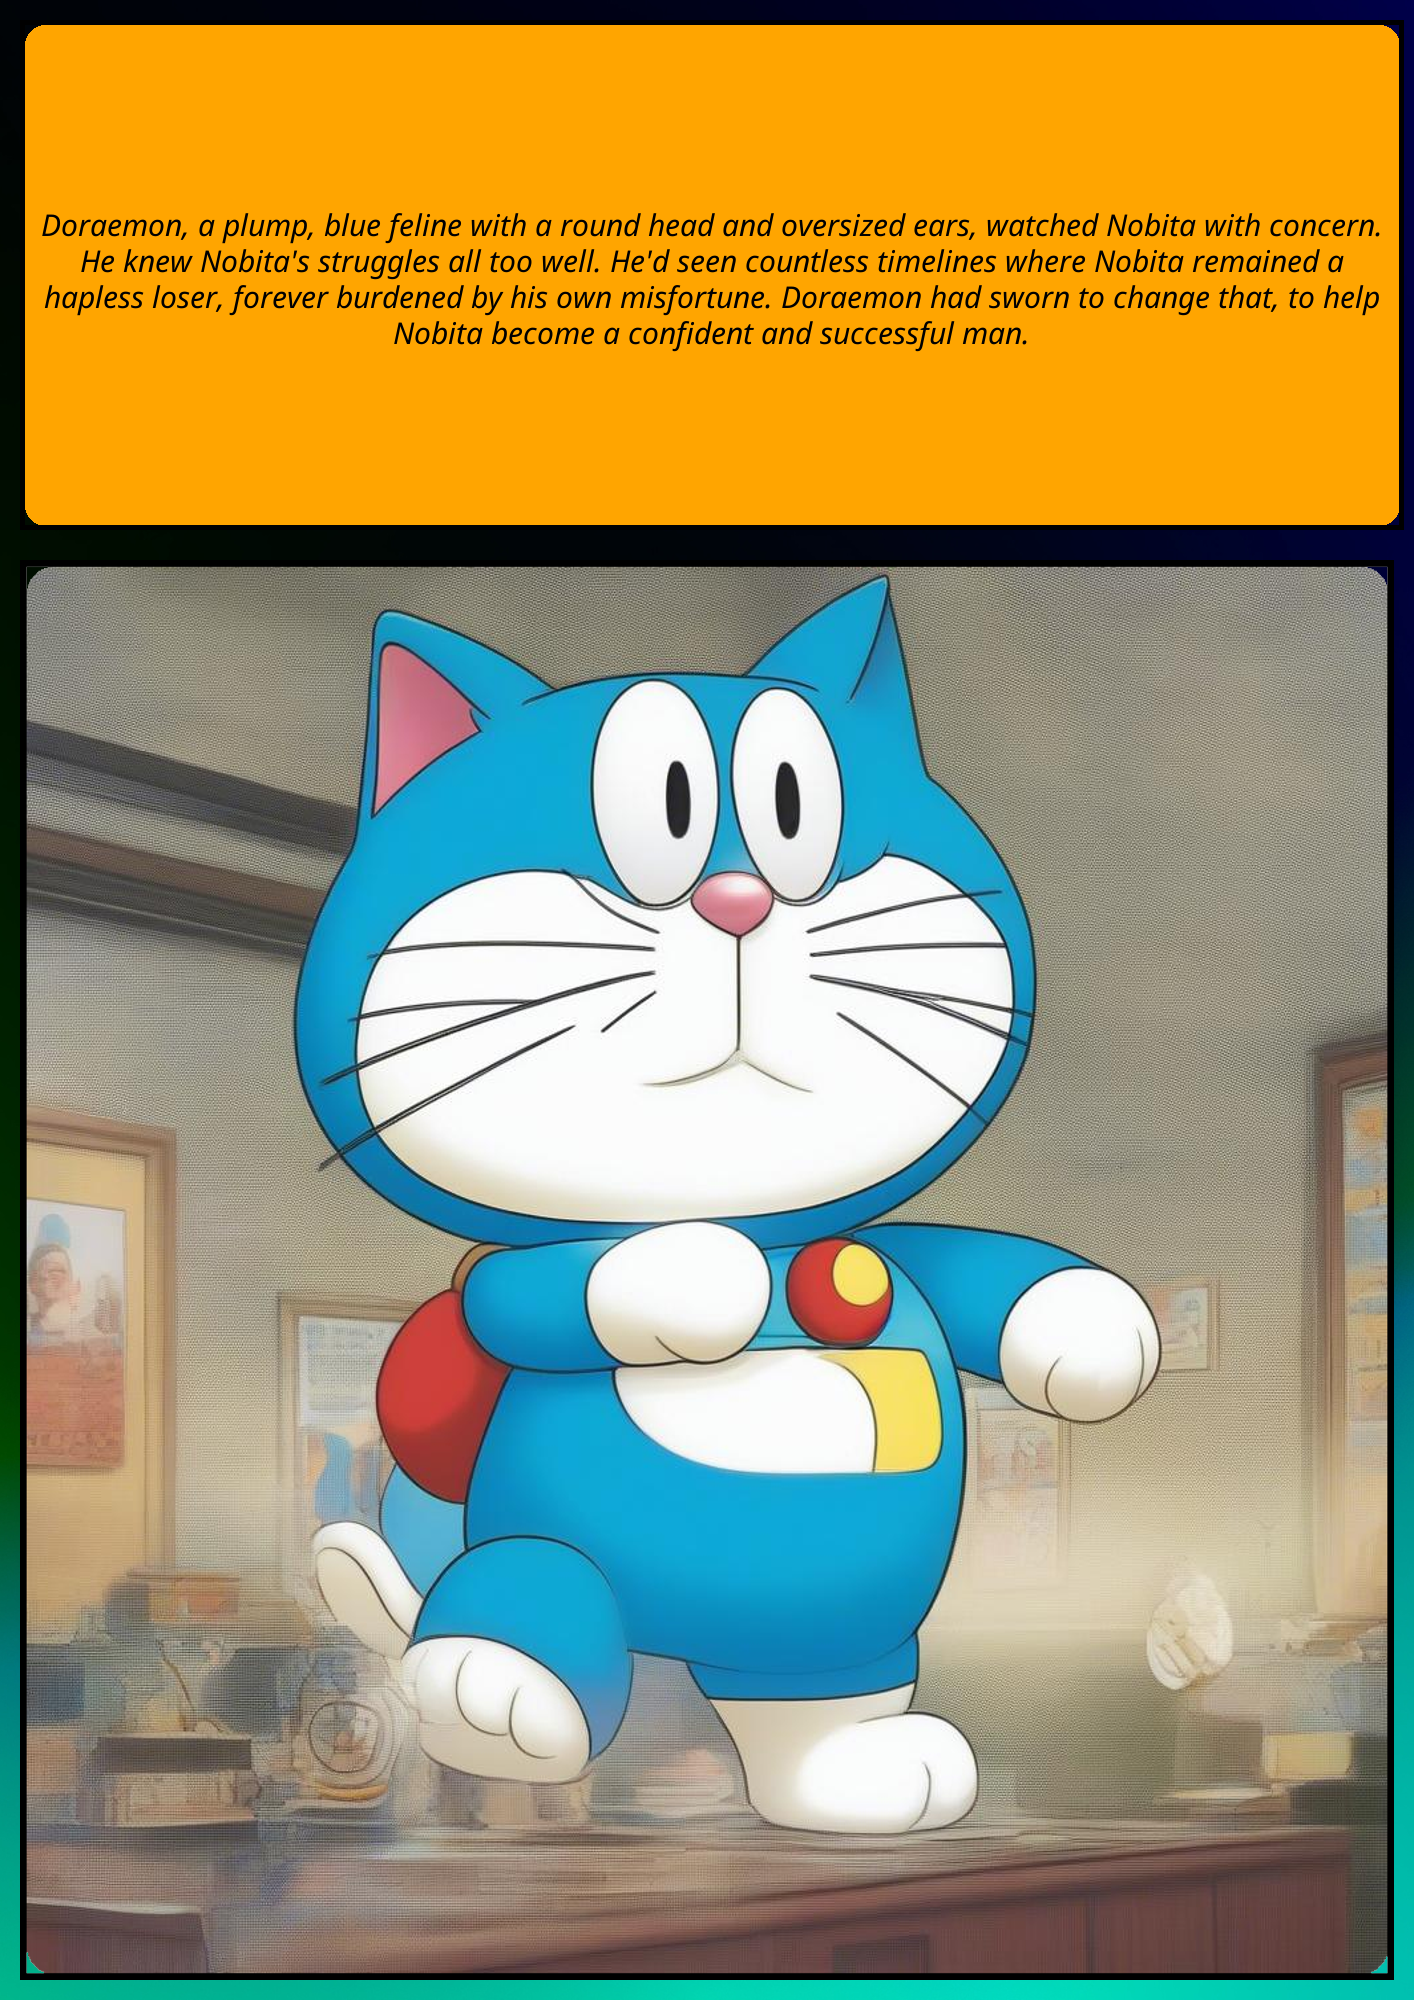 Doraemon, a plump, blue feline with a round head and oversized ears, watched Nobita with concern.
He knew Nobita's struggles all too well. He'd seen countless timelines where Nobita remained a
hapless loser, forever burdened by his own misfortune. Doraemon had sworn to change that, to help
Nobita become a confident and successful man.